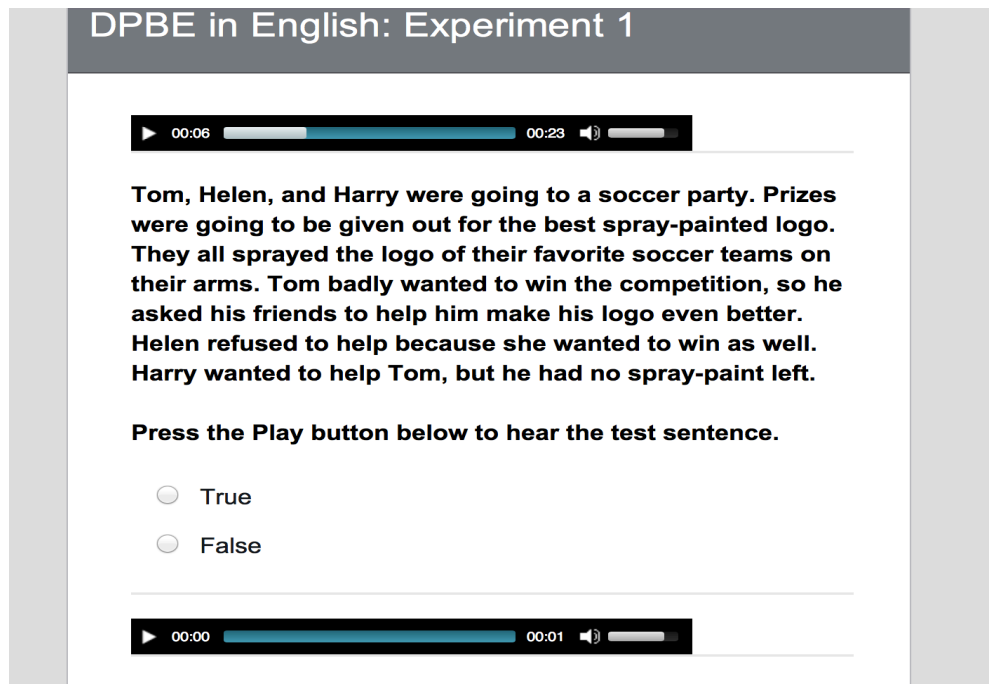 DPBE in English: Experiment 1
00:06 00:23
Tom, Helen, and Harry were going to a soccer party. Prizes
were going to be given out for the best spray-painted logo.
They all sprayed the logo of their favorite soccer teams on
their arms. Tom badly wanted to win the competition, so he
asked his friends to help him make his logo even better.
Helen refused to help because she wanted to win as well.
Harry wanted to help Tom, but he had no spray-paint left.
Press the Play button below to hear the test sentence.
True
False
00:00 00:01